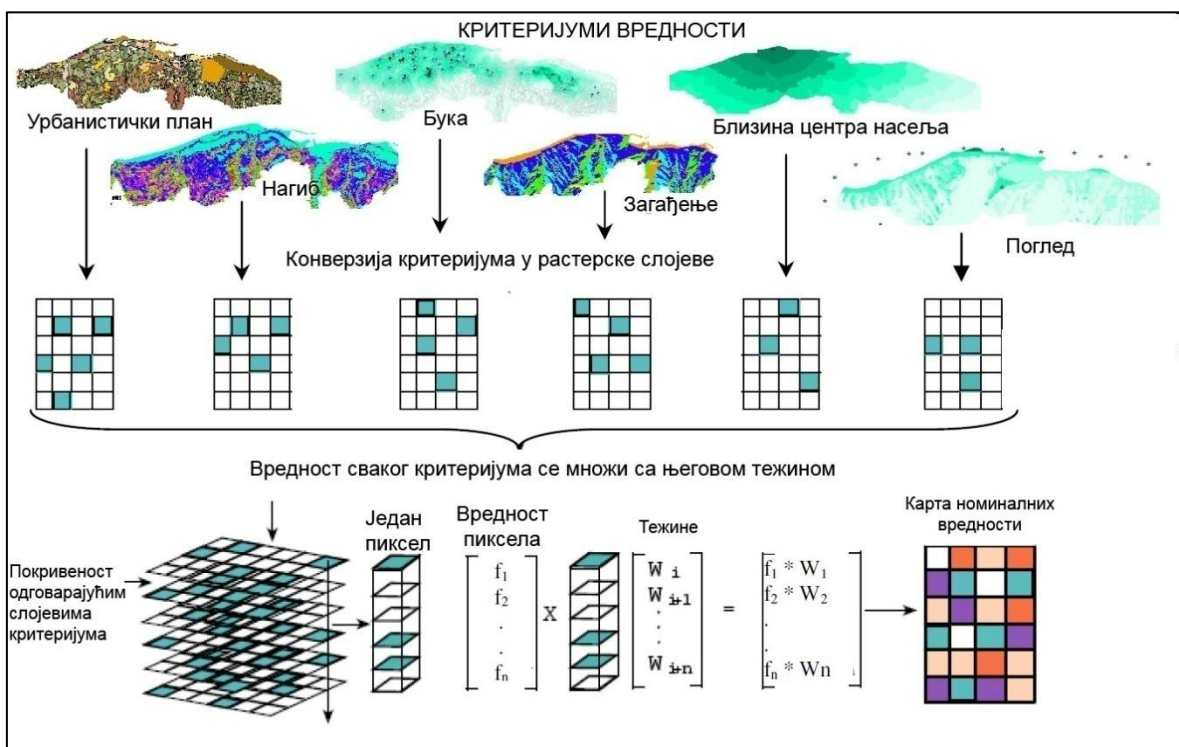 КРИТЕРИЈУМИ ВРЕДНОСТИ
Урбанистички план
Бука
Близина центра насеља
Нагиб
Загађење
Поглед
Конверзија критеријума у растерске слојеве
Вредност сваког критеријума се множи са његовом тежином
Покривеност
одговарајућим
слојевима
критеријума
Један
пиксел
Вредност
пиксела
f1
f2
.
.
fn
X
Тежине
W i
W i+1
.
.
.
W i+n
=
f1 * W1
f2 * W2
.
.
fn * Wn
Карта номиналних
вредности